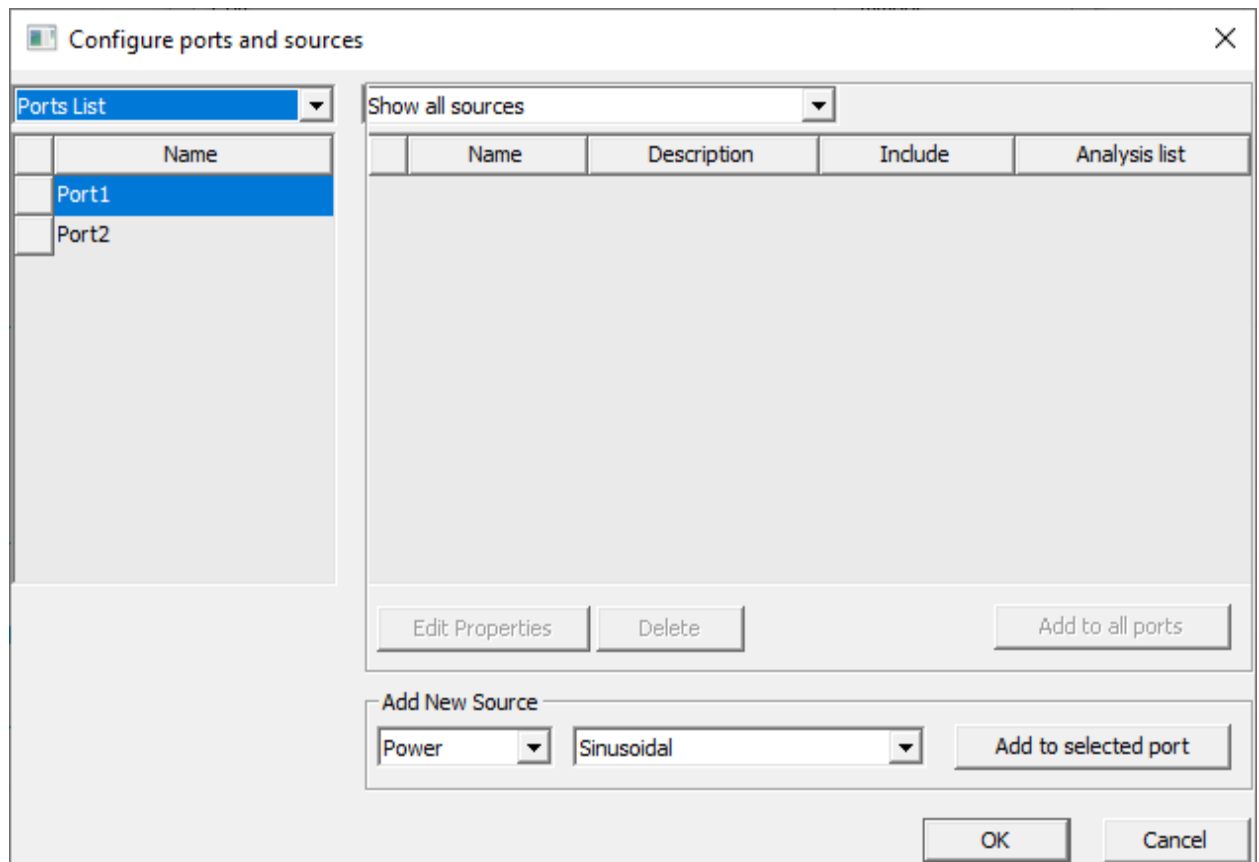 Configure ports and sources
Ports List
Show all sources
Name
Name Description Include Analysis list
Port1
Port2
Edit Properties Delete Add to all ports
Add New Source
Power Sinusoidal Add to selected port
OK Cancel